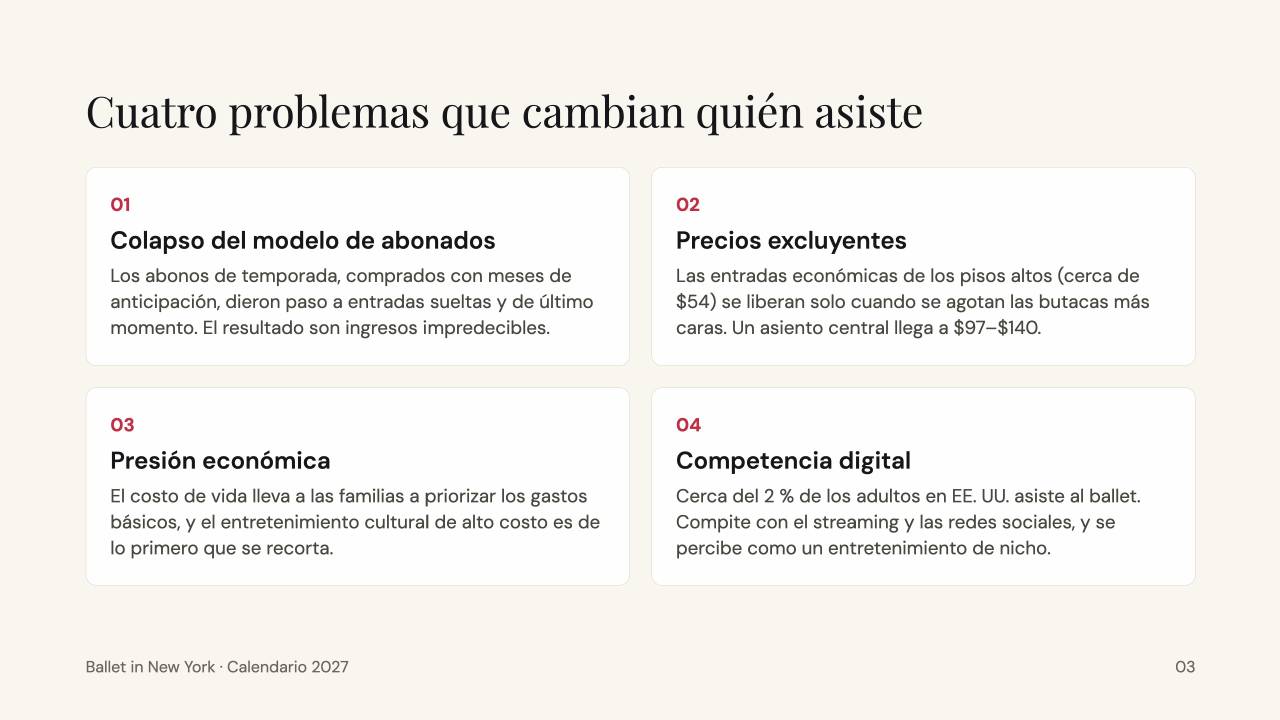 Cuatro problemas que cambian quién asiste
01
Colapso del modelo de abonados
Los abonos de temporada, comprados con meses de
anticipación, dieron paso a entradas sueltas y de último
momento. El resultado son ingresos impredecibles.
02
Precios excluyentes
Las entradas económicas de los pisos altos (cerca de
$54) se liberan solo cuando se agotan las butacas más
caras. Un asiento central llega a $97–$140.
03
Presión económica
El costo de vida lleva a las familias a priorizar los gastos
básicos, y el entretenimiento cultural de alto costo es de
lo primero que se recorta.
04
Competencia digital
Cerca del 2 % de los adultos en EE. UU. asiste al ballet.
Compite con el streaming y las redes sociales, y se
percibe como un entretenimiento de nicho.
Ballet in New York · Calendario 2027
03